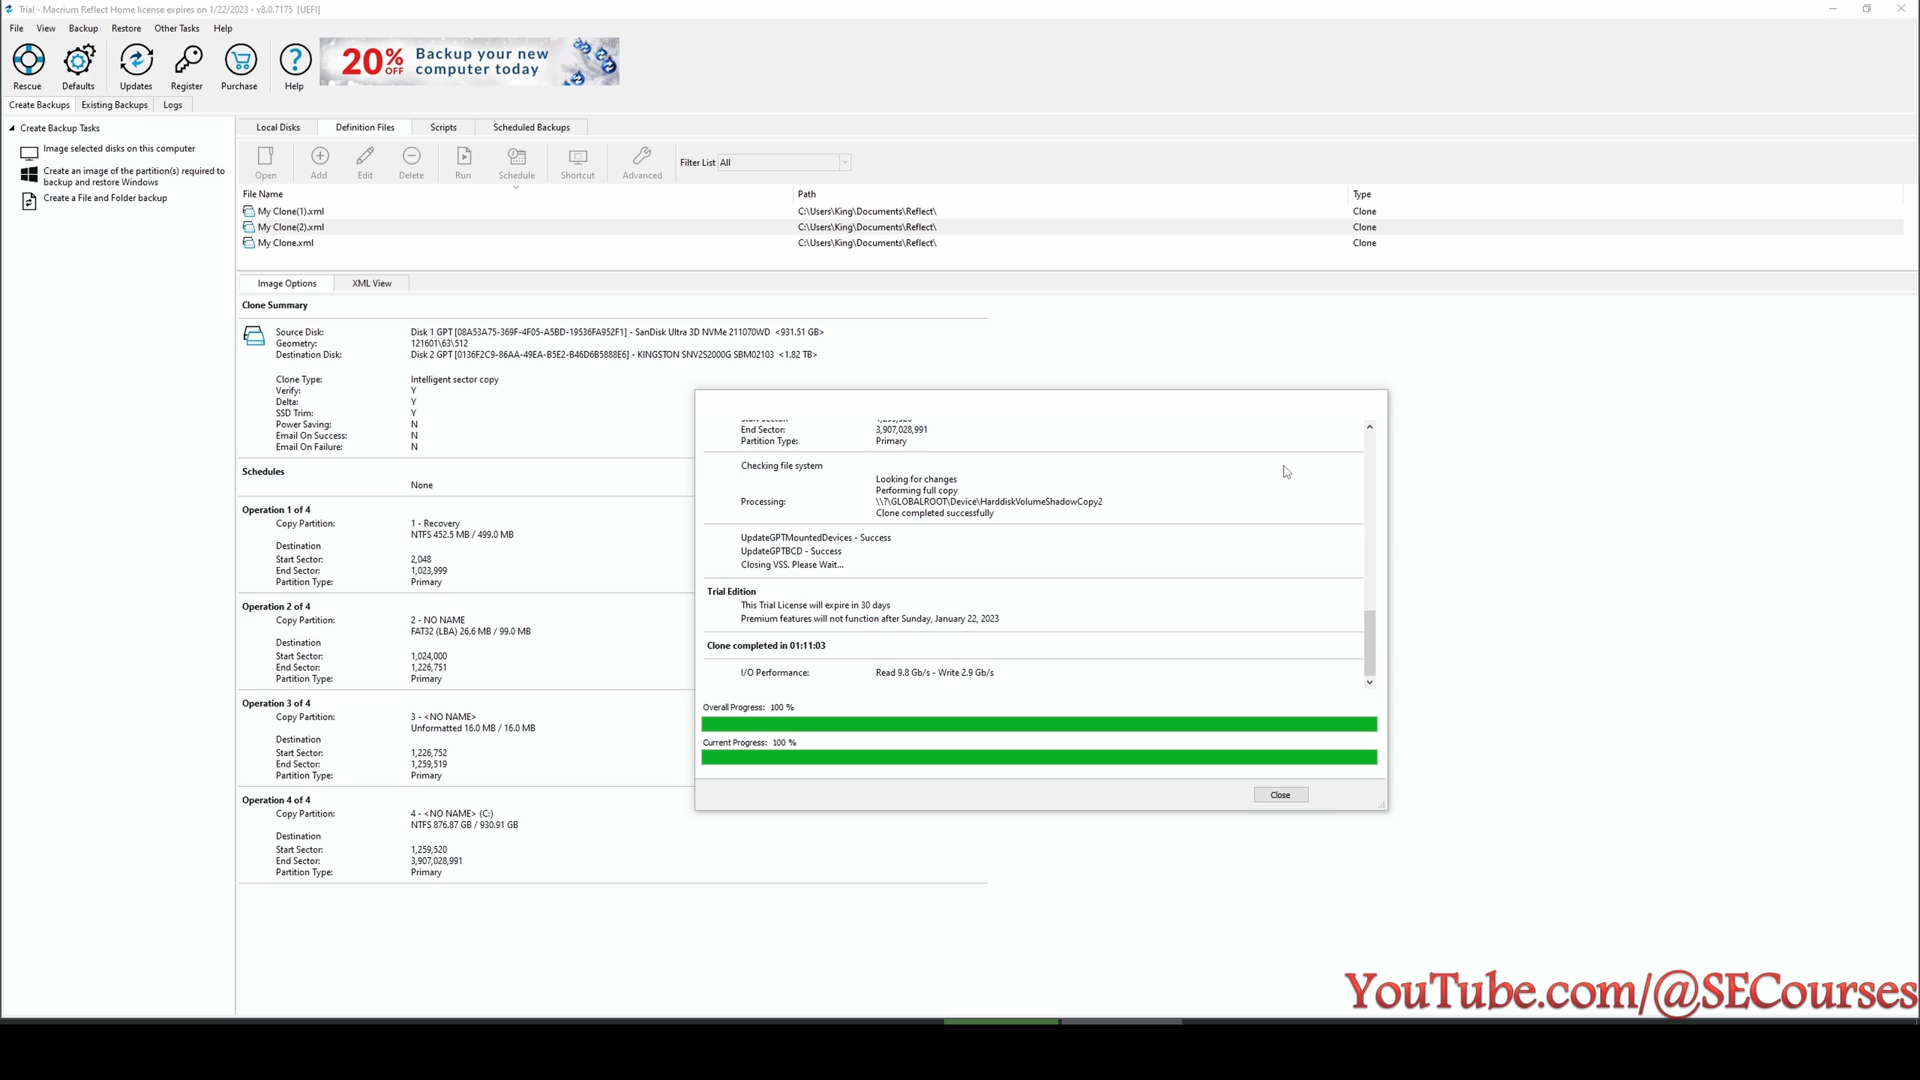 Trial - Macrium Reflect Home license expires on 1/22/2023 - v8.0.7175 [UEFI]
File View Backup Restore Other Tasks Help
20% OFF Backup your new computer today
Rescue Defaults Updates Register Purchase Help
Create Backups Existing Backups Logs
Create Backup Tasks
Image selected disks on this computer
Create an image of the partition(s) required to
backup and restore Windows
Create a File and Folder backup
Local Disks Definition Files Scripts Scheduled Backups
Open Add Edit Delete Run Schedule Shortcut Advanced Filter List All
File Name Path Type
My Clone(1).xml C:\Users\King\Documents\Reflect\ Clone
My Clone(2).xml C:\Users\King\Documents\Reflect\ Clone
My Clone.xml C:\Users\King\Documents\Reflect\ Clone
Image Options XML View
Clone Summary
Source Disk: Disk 1 GPT [08A53A75-369F-4F05-A5BD-19536FA952F1] - SanDisk Ultra 3D NVMe 211070WD <931.51 GB>
Geometry: 121601\63\512
Destination Disk: Disk 2 GPT [0136F2C9-86AA-49EA-B5E2-B46D6B5888E6] - KINGSTON SNV2S2000G SBM02103 <1.82 TB>
Clone Type: Intelligent sector copy
Verify: Y
Delta: Y
SSD Trim: Y
Power Saving: N
Email On Success: N
Email On Failure: N
Schedules
None
Operation 1 of 4
Copy Partition: 1 - Recovery
NTFS 452.5 MB / 499.0 MB
Destination
Start Sector: 2,048
End Sector: 1,023,999
Partition Type: Primary
Operation 2 of 4
Copy Partition: 2 - NO NAME
FAT32 (LBA) 26.6 MB / 99.0 MB
Destination
Start Sector: 1,024,000
End Sector: 1,226,751
Partition Type: Primary
Operation 3 of 4
Copy Partition: 3 - <NO NAME>
Unformatted 16.0 MB / 16.0 MB
Destination
Start Sector: 1,226,752
End Sector: 1,259,519
Partition Type: Primary
Operation 4 of 4
Copy Partition: 4 - <NO NAME> (C:)
NTFS 876.87 GB / 930.91 GB
Destination
Start Sector: 1,259,520
End Sector: 3,907,028,991
Partition Type: Primary
Start Sector: 1,259,520
End Sector: 3,907,028,991
Partition Type: Primary
Checking file system
Looking for changes
Performing full copy
Processing: \\?\GLOBALROOT\Device\HarddiskVolumeShadowCopy2
Clone completed successfully
UpdateGPTMountedDevices - Success
UpdateGPTBCD - Success
Closing VSS. Please Wait...
Trial Edition
This Trial License will expire in 30 days
Premium features will not function after Sunday, January 22, 2023
Clone completed in 01:11:03
I/O Performance: Read 9.8 Gb/s - Write 2.9 Gb/s
Overall Progress: 100 %
Current Progress: 100 %
Close
YouTube.com/@SECourses